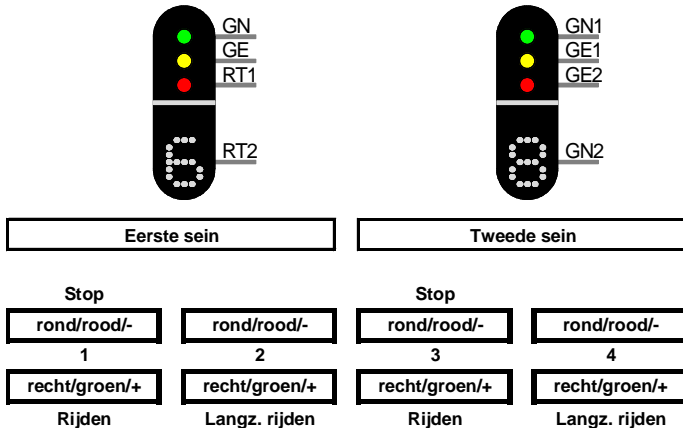 GN
GE
RT1
6
RT2
GN1
GE1
GE2
8
GN2
Eerste sein
Tweede sein
Stop
Stop
rond/rood/-
rond/rood/-
rond/rood/-
rond/rood/-
1
2
3
4
recht/groen/+
recht/groen/+
recht/groen/+
recht/groen/+
Rijden
Langz. rijden
Rijden
Langz. rijden